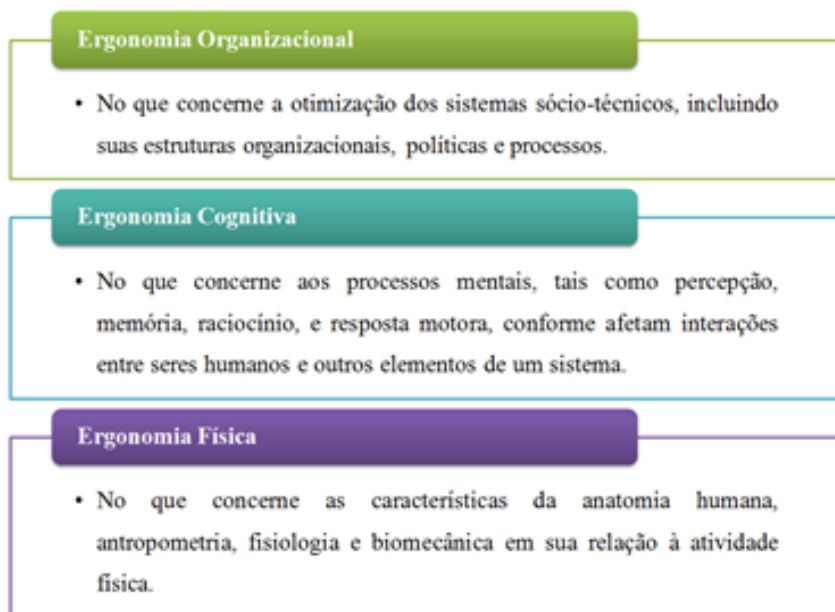 Ergonomia Organizacional
• No que concerne a otimização dos sistemas sócio-técnicos, incluindo
suas estruturas organizacionais, políticas e processos.
Ergonomia Cognitiva
• No que concerne aos processos mentais, tais como percepção,
memória, raciocínio, e resposta motora, conforme afetam interações
entre seres humanos e outros elementos de um sistema.
Ergonomia Física
• No que concerne as características da anatomia humana,
antropometria, fisiologia e biomecânica em sua relação à atividade
física.